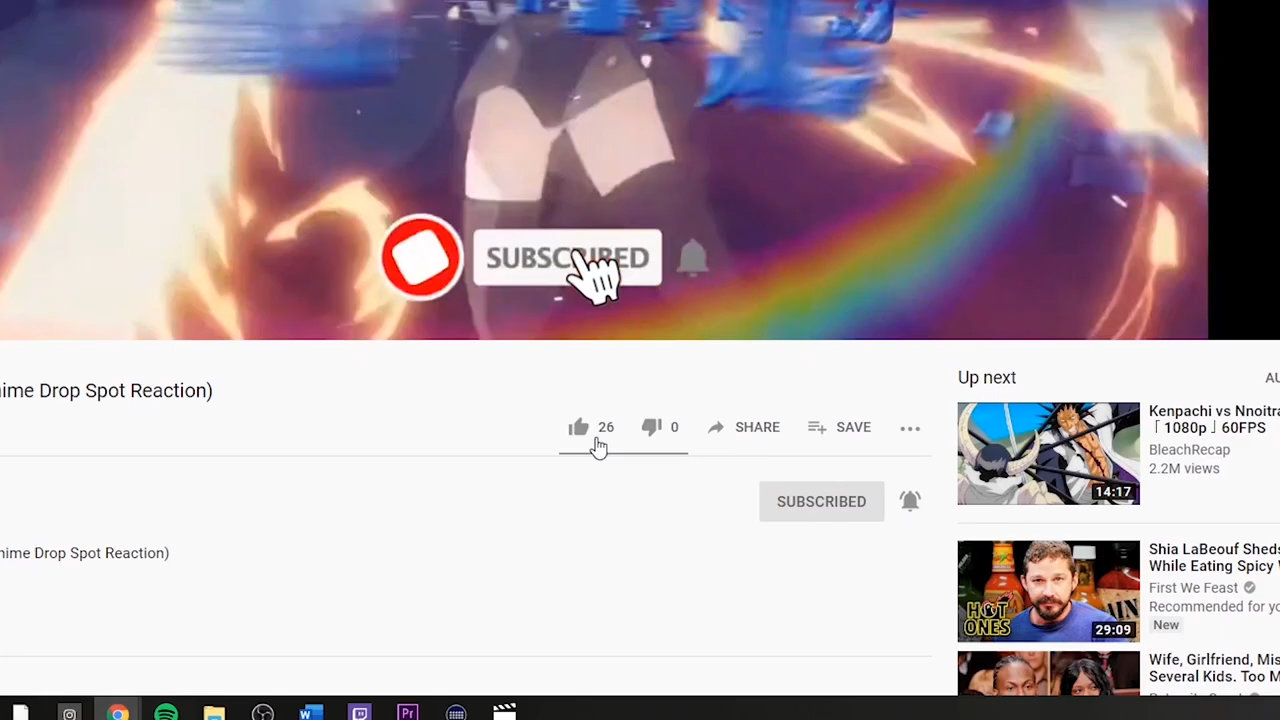 SUBSCRIBED
ime Drop Spot Reaction)
26
0
SHARE
SAVE
SUBSCRIBED
ime Drop Spot Reaction)
Up next
AU
Kenpachi vs Nnoitra
「 1080p 」 60FPS
BleachRecap
2.2M views
14:17
Shia LaBeouf Sheds
While Eating Spicy W
First We Feast
Recommended for yo
New
HOT
ONES
29:09
Wife, Girlfriend, Mis
Several Kids. Too M
W
Pr